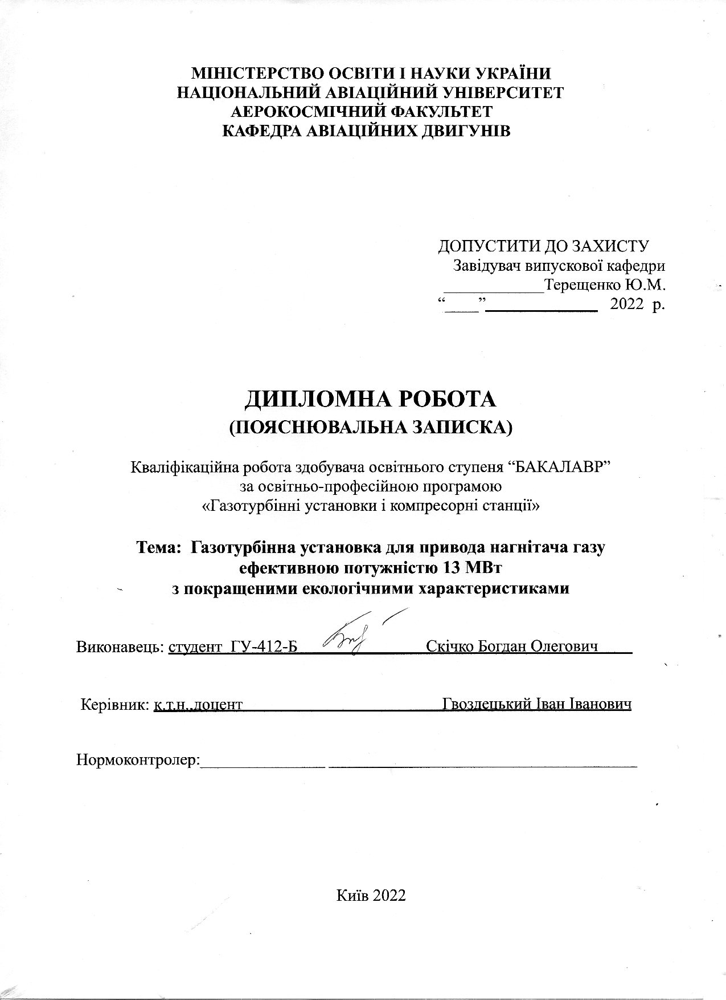 МІНІСТЕРСТВО ОСВІТИ І НАУКИ УКРАЇНИ
НАЦІОНАЛЬНИЙ АВІАЦІЙНИЙ УНІВЕРСИТЕТ
АЕРОКОСМІЧНИЙ ФАКУЛЬТЕТ
КАФЕДРА АВІАЦІЙНИХ ДВИГУНІВ
ДОПУСТИТИ ДО ЗАХИСТУ
Завідувач випускової кафедри
____________Терещенко Ю.М.
“____”_____________ 2022 р.
ДИПЛОМНА РОБОТА
(ПОЯСНЮВАЛЬНА ЗАПИСКА)
Кваліфікаційна робота здобувача освітнього ступеня “БАКАЛАВР”
за освітньо-професійною програмою
«Газотурбінні установки і компресорні станції»
Тема: Газотурбінна установка для привода нагнітача газу
ефективною потужністю 13 МВт
з покращеними екологічними характеристиками
Виконавець: студент ГУ-412-Б Скічко Богдан Олегович
Керівник: к.т.н.,доцент Гвоздецький Іван Іванович
Нормоконтролер:_______________ _____________________________________
Київ 2022